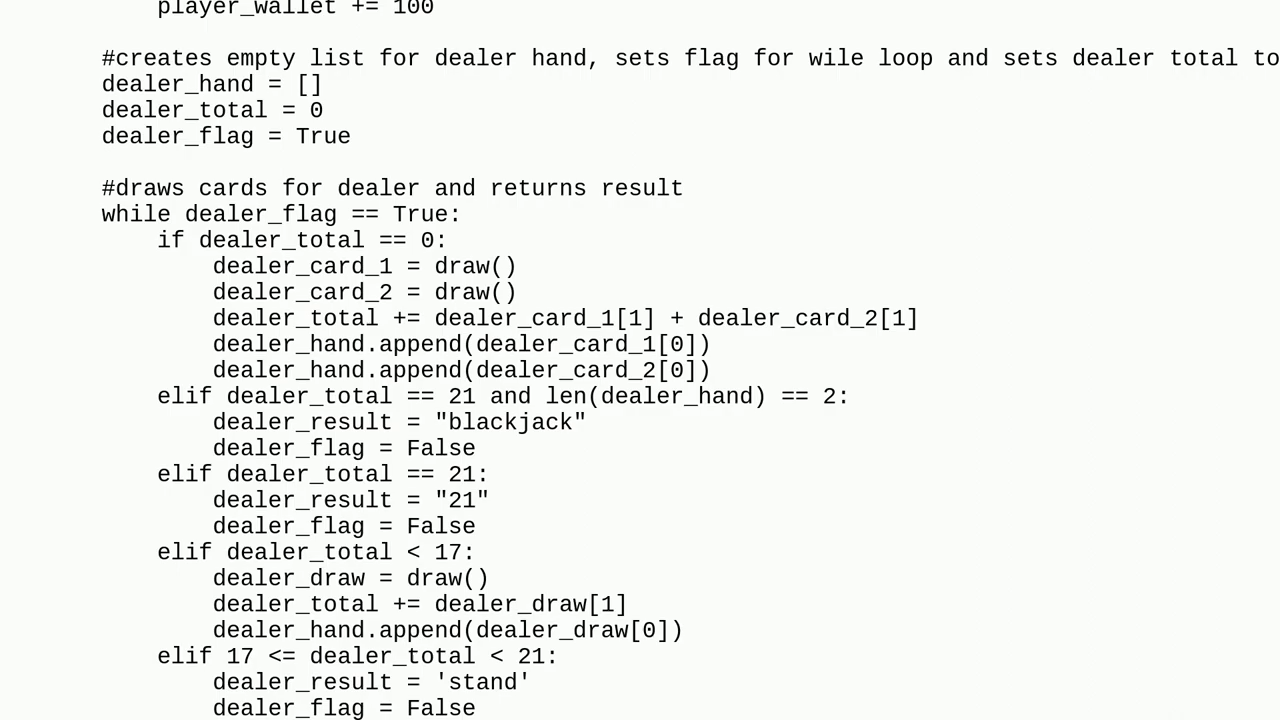 player_wallet += 100
#creates empty list for dealer hand, sets flag for wile loop and sets dealer total to
dealer_hand = []
dealer_total = 0
dealer_flag = True
#draws cards for dealer and returns result
while dealer_flag == True:
if dealer_total == 0:
dealer_card_1 = draw()
dealer_card_2 = draw()
dealer_total += dealer_card_1[1] + dealer_card_2[1]
dealer_hand.append(dealer_card_1[0])
dealer_hand.append(dealer_card_2[0])
elif dealer_total == 21 and len(dealer_hand) == 2:
dealer_result = "blackjack"
dealer_flag = False
elif dealer_total == 21:
dealer_result = "21"
dealer_flag = False
elif dealer_total < 17:
dealer_draw = draw()
dealer_total += dealer_draw[1]
dealer_hand.append(dealer_draw[0])
elif 17 <= dealer_total < 21:
dealer_result = 'stand'
dealer_flag = False